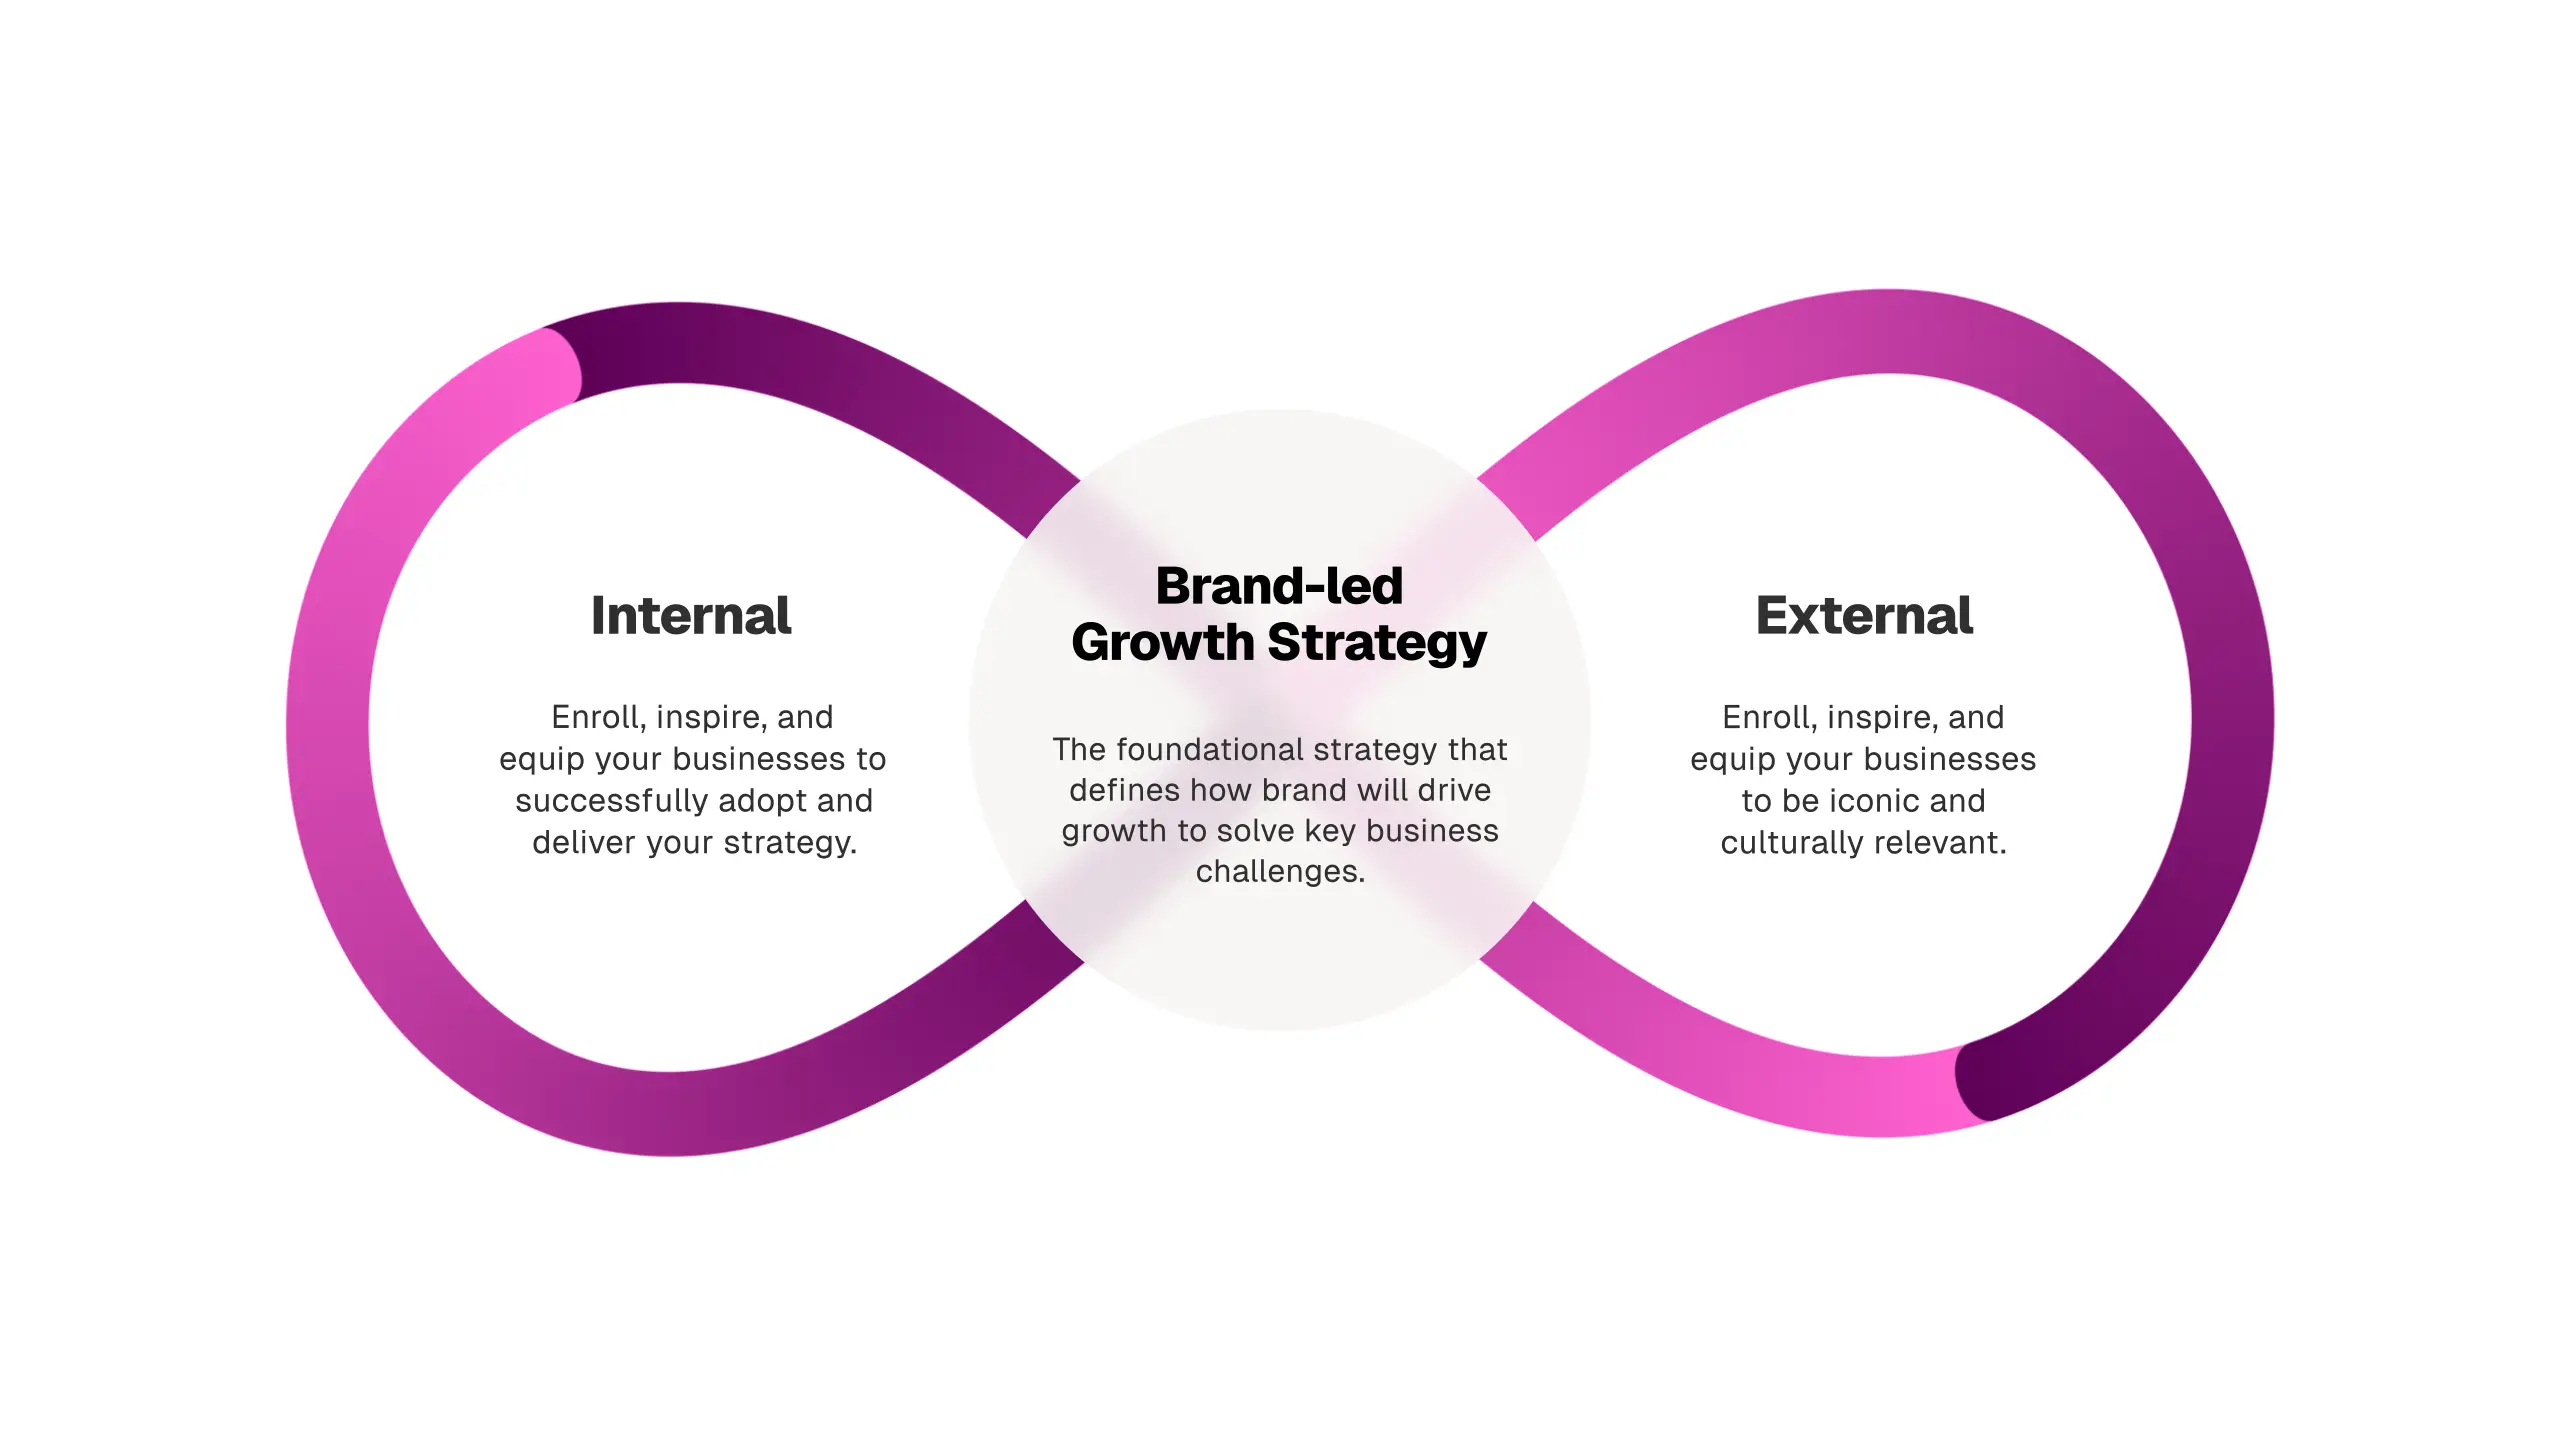 Internal
Enroll, inspire, and
equip your businesses to
successfully adopt and
deliver your strategy.
Brand-led
Growth Strategy
The foundational strategy that
defines how brand will drive
growth to solve key business
challenges.
External
Enroll, inspire, and
equip your businesses
to be iconic and
culturally relevant.